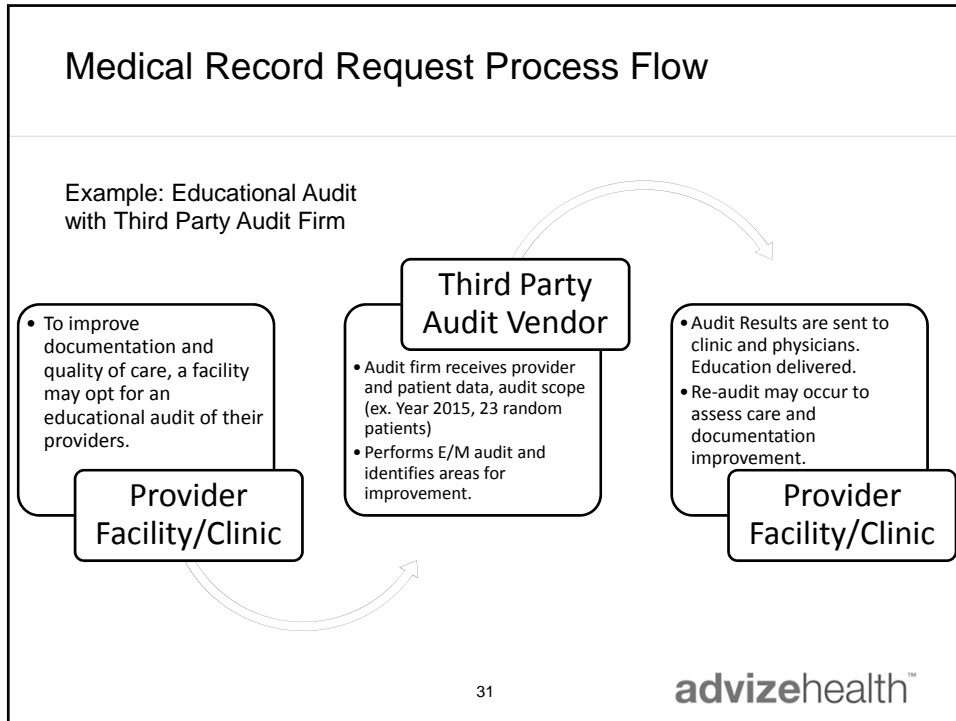 Medical Record Request Process Flow
Example: Educational Audit
with Third Party Audit Firm
• To improve
documentation and
quality of care, a facility
may opt for an
educational audit of their
providers.
Provider
Facility/Clinic
Third Party
Audit Vendor
• Audit firm receives provider
and patient data, audit scope
(ex. Year 2015, 23 random
patients)
• Performs E/M audit and
identifies areas for
improvement.
• Audit Results are sent to
clinic and physicians.
Education delivered.
• Re-audit may occur to
assess care and
documentation
improvement.
Provider
Facility/Clinic
31
advizehealth™